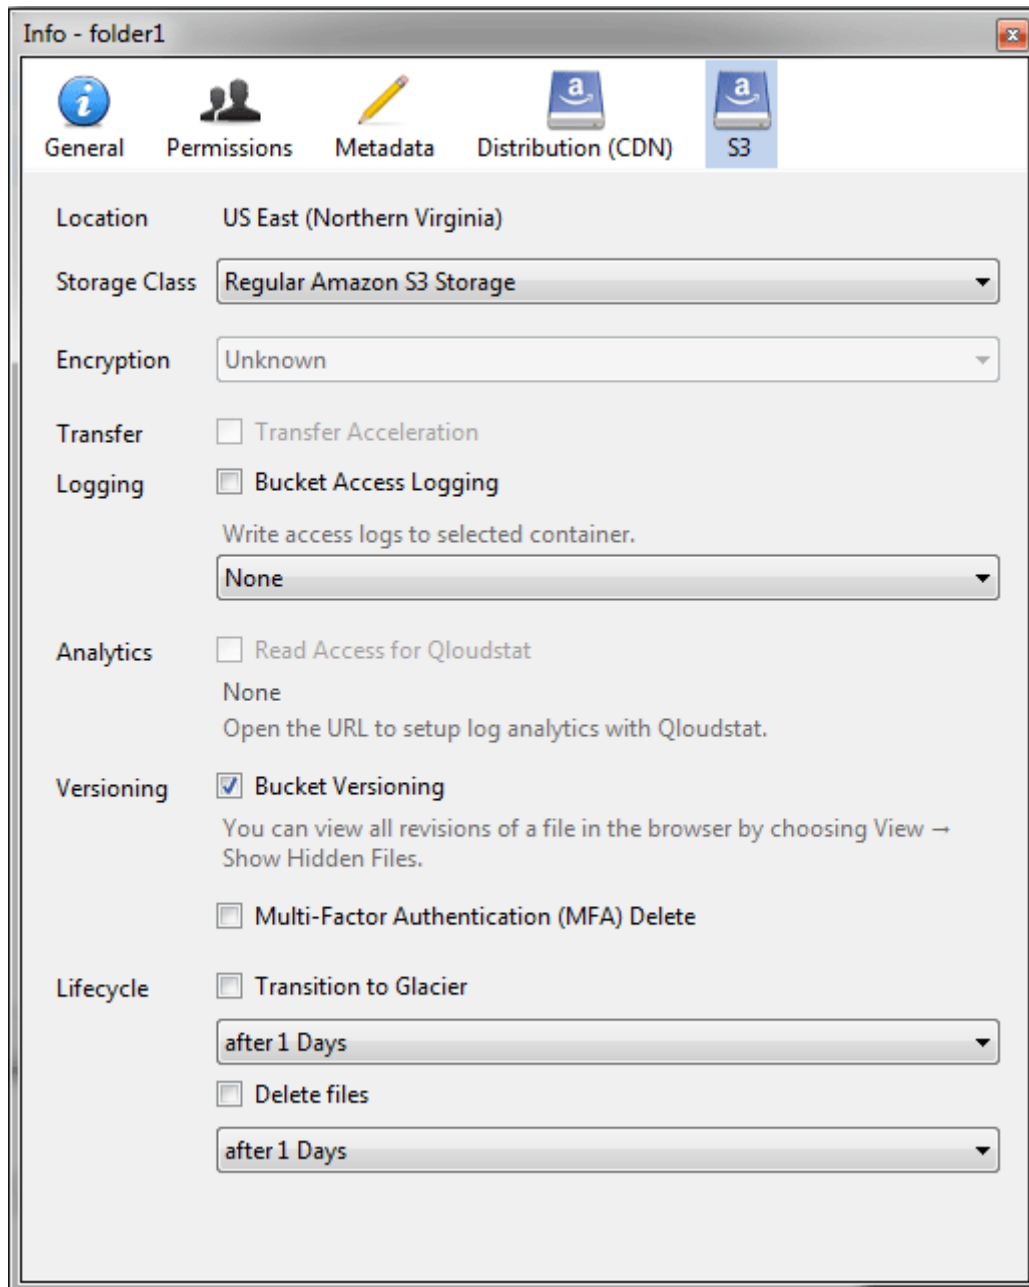 Info - folder1
General Permissions Metadata Distribution (CDN) S3
Location US East (Northern Virginia)
Storage Class Regular Amazon S3 Storage
Encryption Unknown
Transfer Transfer Acceleration
Logging Bucket Access Logging
Write access logs to selected container.
None
Analytics Read Access for Qloudstat
None
Open the URL to setup log analytics with Qloudstat.
Versioning Bucket Versioning
You can view all revisions of a file in the browser by choosing View →
Show Hidden Files.
Multi-Factor Authentication (MFA) Delete
Lifecycle Transition to Glacier
after 1 Days
Delete files
after 1 Days